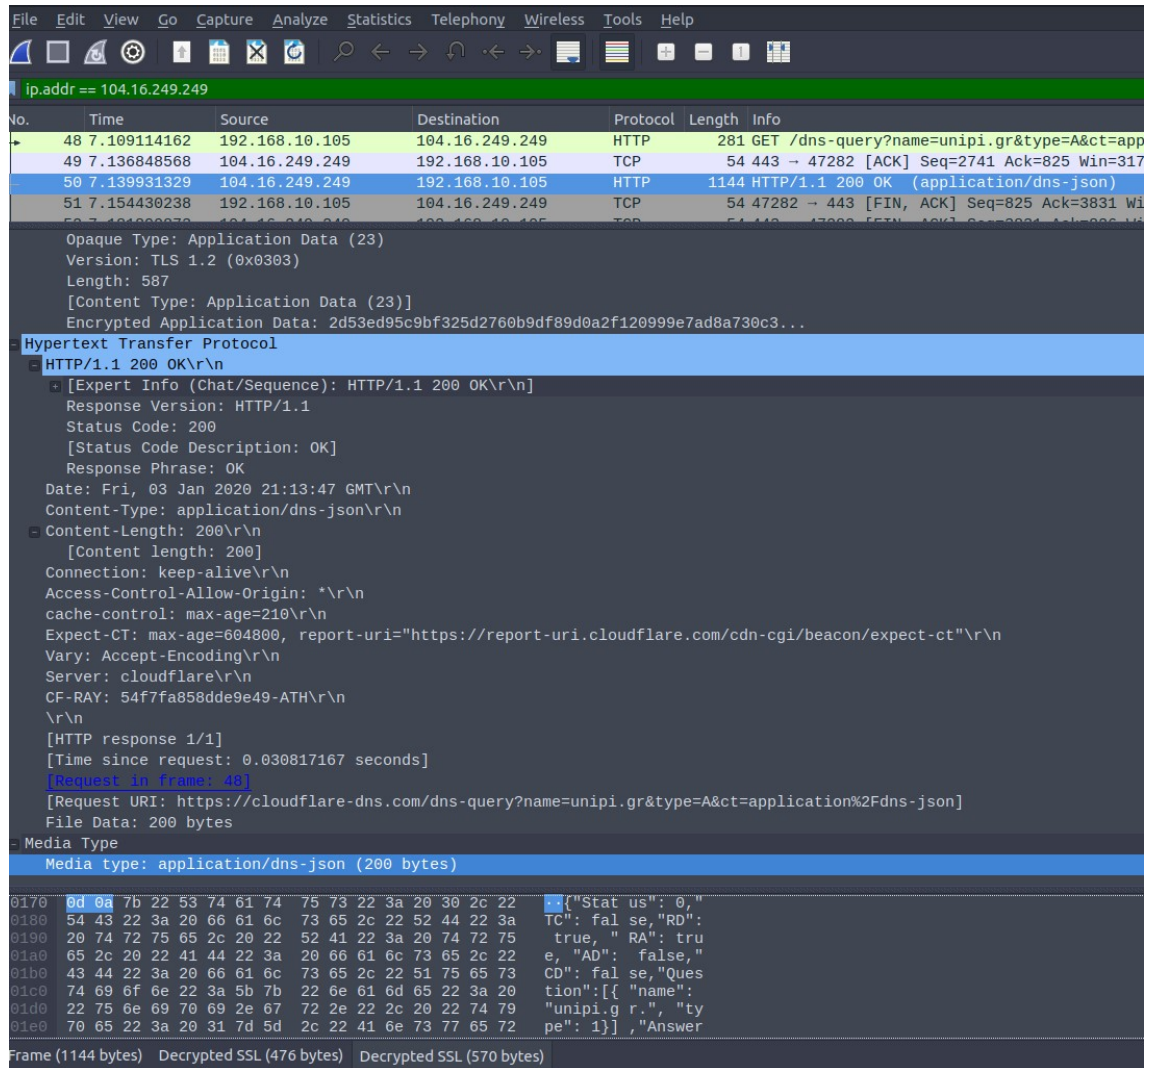 File Edit View Go Capture Analyze Statistics Telephony Wireless Tools Help
ip.addr == 104.16.249.249
No. Time Source Destination Protocol Length Info
48 7.109114162 192.168.10.105 104.16.249.249 HTTP 281 GET /dns-query?name=unipi.gr&type=A&ct=app
49 7.136848568 104.16.249.249 192.168.10.105 TCP 54 443 → 47282 [ACK] Seq=2741 Ack=825 Win=317
50 7.139931329 104.16.249.249 192.168.10.105 HTTP 1144 HTTP/1.1 200 OK (application/dns-json)
51 7.154430238 192.168.10.105 104.16.249.249 TCP 54 47282 → 443 [FIN, ACK] Seq=825 Ack=3831 Wi
Opaque Type: Application Data (23)
Version: TLS 1.2 (0x0303)
Length: 587
[Content Type: Application Data (23)]
Encrypted Application Data: 2d53ed95c9bf325d2760b9df89d0a2f120999e7ad8a730c3...
Hypertext Transfer Protocol
HTTP/1.1 200 OK\r\n
[Expert Info (Chat/Sequence): HTTP/1.1 200 OK\r\n]
Response Version: HTTP/1.1
Status Code: 200
[Status Code Description: OK]
Response Phrase: OK
Date: Fri, 03 Jan 2020 21:13:47 GMT\r\n
Content-Type: application/dns-json\r\n
Content-Length: 200\r\n
[Content length: 200]
Connection: keep-alive\r\n
Access-Control-Allow-Origin: *\r\n
cache-control: max-age=210\r\n
Expect-CT: max-age=604800, report-uri="https://report-uri.cloudflare.com/cdn-cgi/beacon/expect-ct"\r\n
Vary: Accept-Encoding\r\n
Server: cloudflare\r\n
CF-RAY: 54f7fa858dde9e49-ATH\r\n
\r\n
[HTTP response 1/1]
[Time since request: 0.030817167 seconds]
[Request in frame: 48]
[Request URI: https://cloudflare-dns.com/dns-query?name=unipi.gr&type=A&ct=application%2Fdns-json]
File Data: 200 bytes
Media Type
Media type: application/dns-json (200 bytes)
0170 0d 0a 7b 22 53 74 61 74 75 73 22 3a 20 30 2c 22 ··{"Stat us": 0,"
0180 54 43 22 3a 20 66 61 6c 73 65 2c 22 52 44 22 3a TC": fal se,"RD":
0190 20 74 72 75 65 2c 20 22 52 41 22 3a 20 74 72 75 true, " RA": tru
01a0 65 2c 20 22 41 44 22 3a 20 66 61 6c 73 65 2c 22 e, "AD": false,"
01b0 43 44 22 3a 20 66 61 6c 73 65 2c 22 51 75 65 73 CD": fal se,"Ques
01c0 74 69 6f 6e 22 3a 5b 7b 22 6e 61 6d 65 22 3a 20 tion":[{ "name":
01d0 22 75 6e 69 70 69 2e 67 72 2e 22 2c 20 22 74 79 "unipi.g r.", "ty
01e0 70 65 22 3a 20 31 7d 5d 2c 22 41 6e 73 77 65 72 pe": 1}] ,"Answer
Frame (1144 bytes) Decrypted SSL (476 bytes) Decrypted SSL (570 bytes)